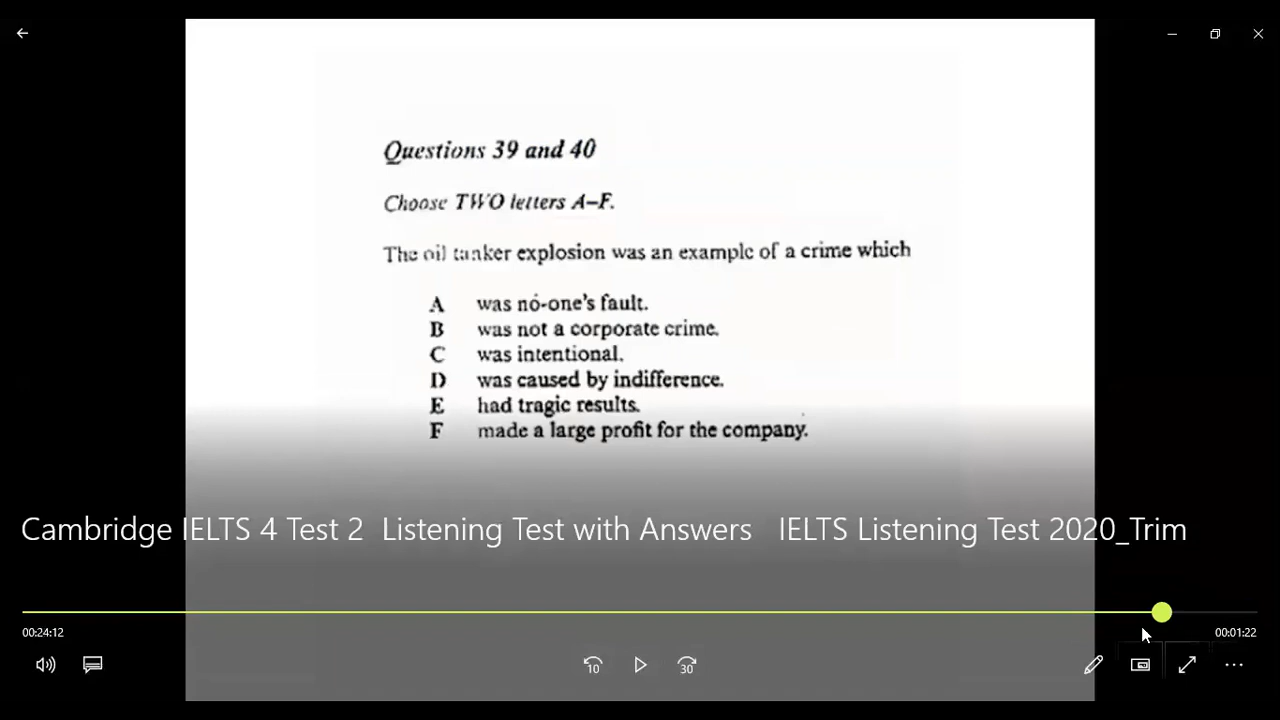 Questions 39 and 40
Choose TWO letters A–F.
The oil tanker explosion was an example of a crime which
A was no-one's fault.
B was not a corporate crime.
C was intentional.
D was caused by indifference.
E had tragic results.
F made a large profit for the company.
Cambridge IELTS 4 Test 2 Listening Test with Answers IELTS Listening Test 2020_Trim
00:24:12 00:01:22
10 30